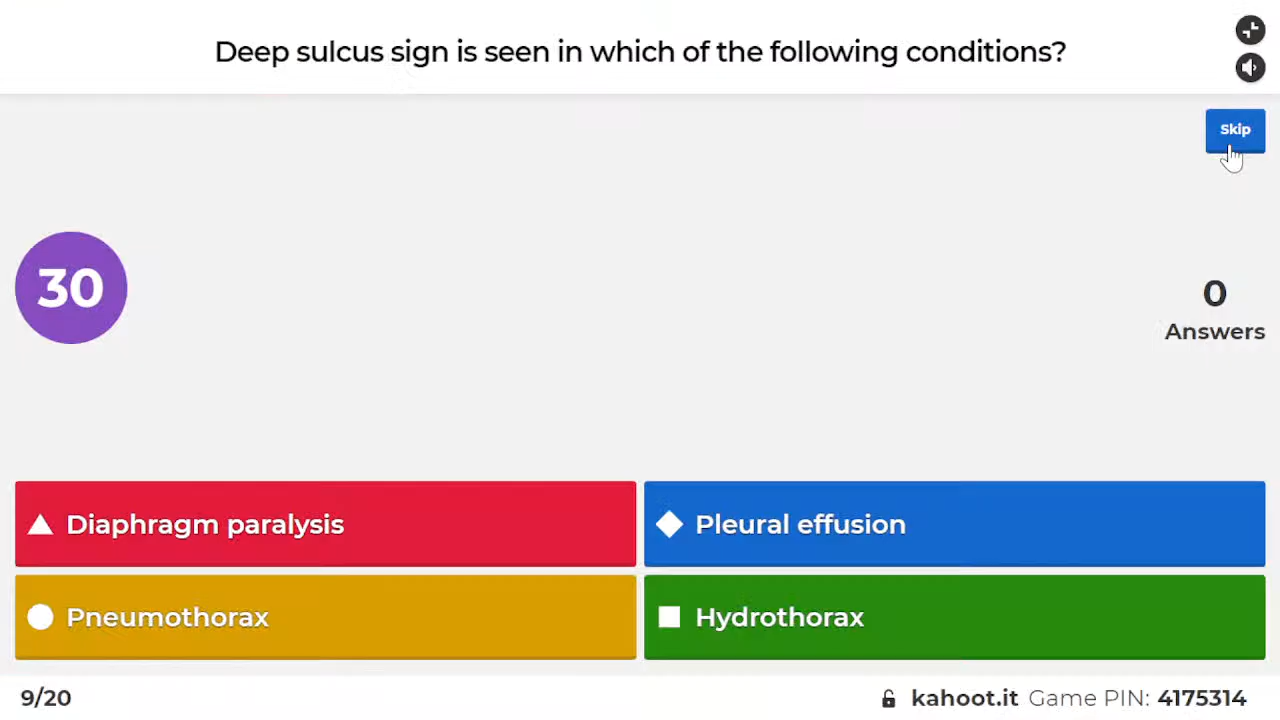 Deep sulcus sign is seen in which of the following conditions?
Skip
30
0
Answers
Diaphragm paralysis
Pleural effusion
Pneumothorax
Hydrothorax
9/20
kahoot.it Game PIN: 4175314